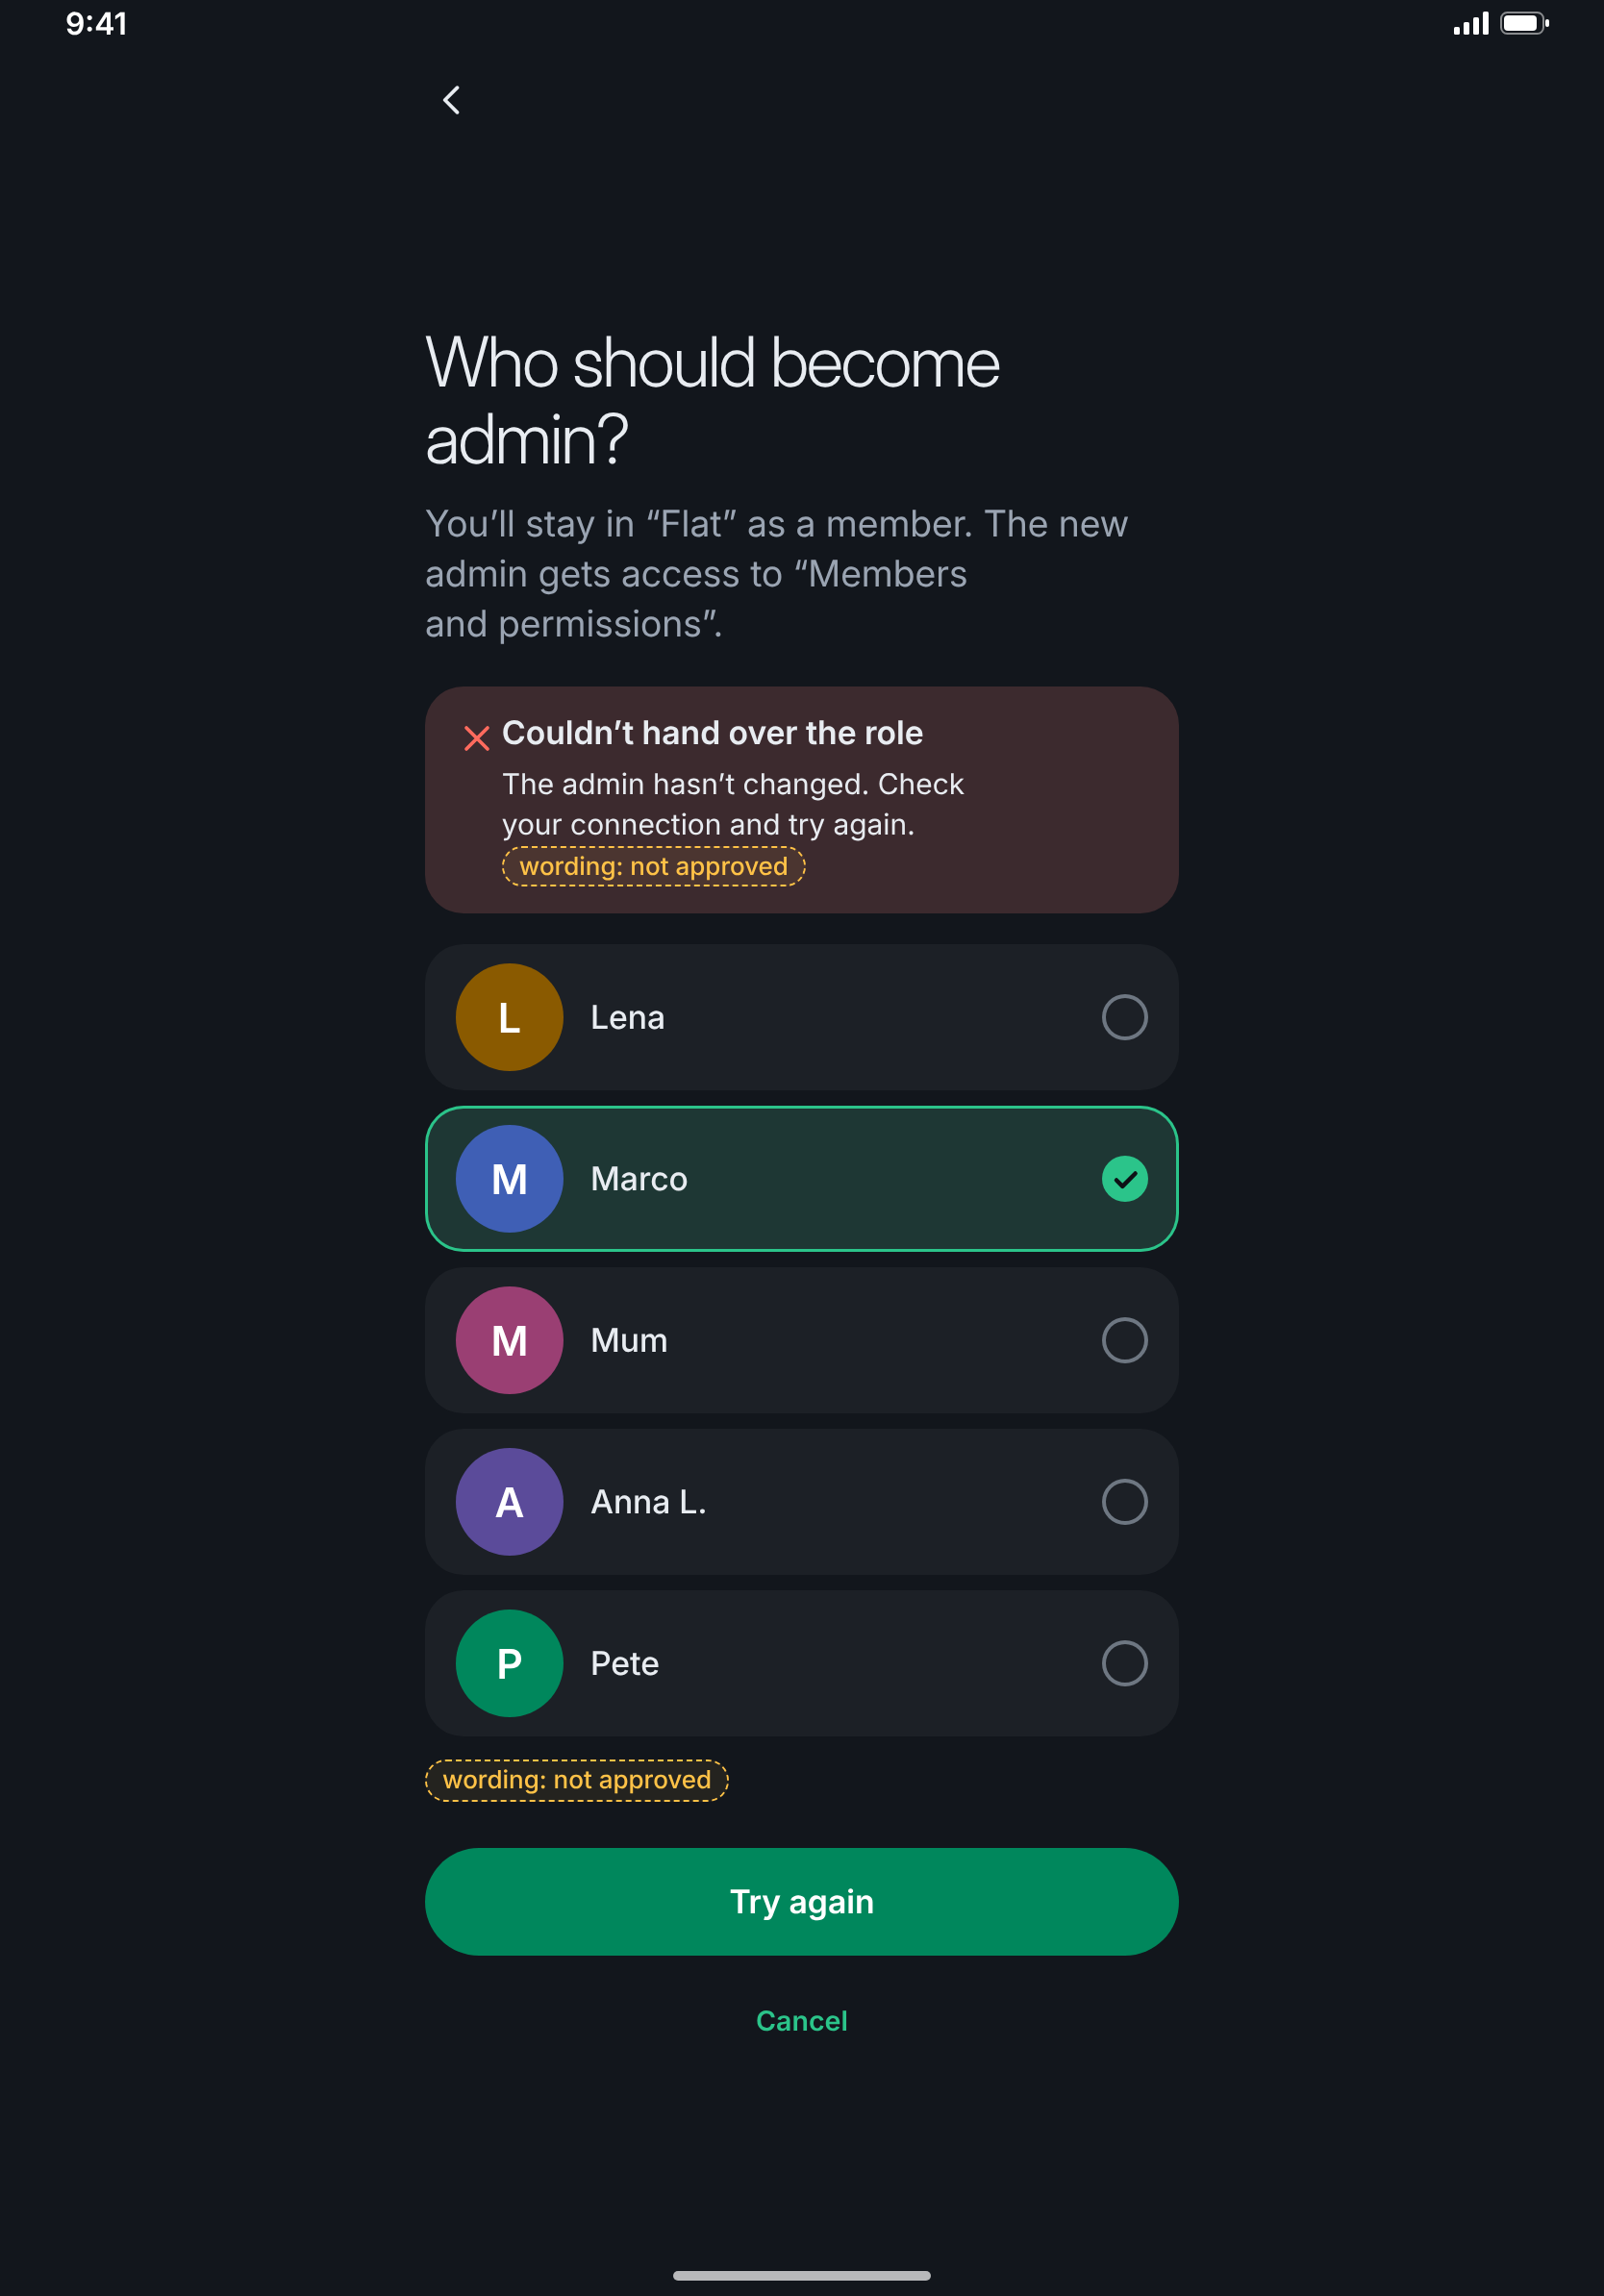 9:41
Who should become
admin?
You’ll stay in “Flat” as a member. The new
admin gets access to “Members
and permissions”.
Couldn’t hand over the role
The admin hasn’t changed. Check
your connection and try again.
wording: not approved
L
Lena
M
Marco
M
Mum
A
Anna L.
P
Pete
wording: not approved
Try again
Cancel